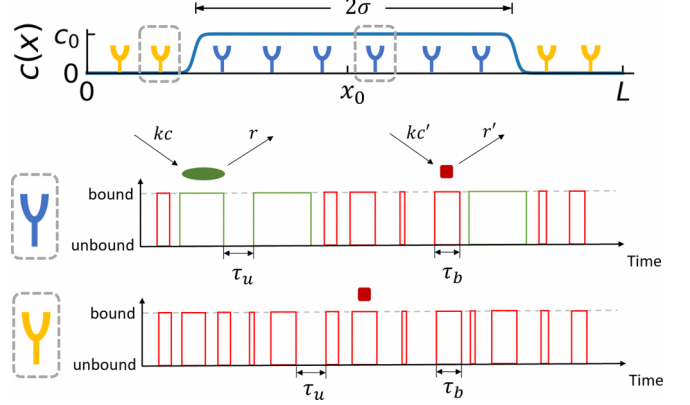 2σ
c(x)
c₀
0
0
x₀
L
kc
r
kc′
r′
bound
unbound
τᵤ
τ_b
Time
bound
unbound
τᵤ
τ_b
Time